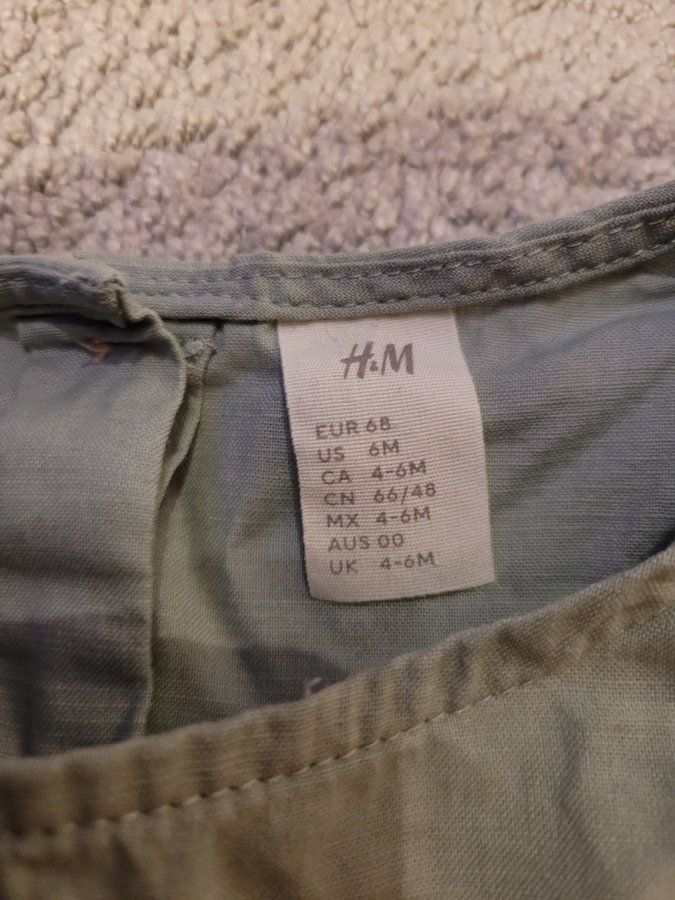 H&M
EUR 68
US 6M
CA 4-6M
CN 66/48
MX 4-6M
AUS 00
UK 4-6M